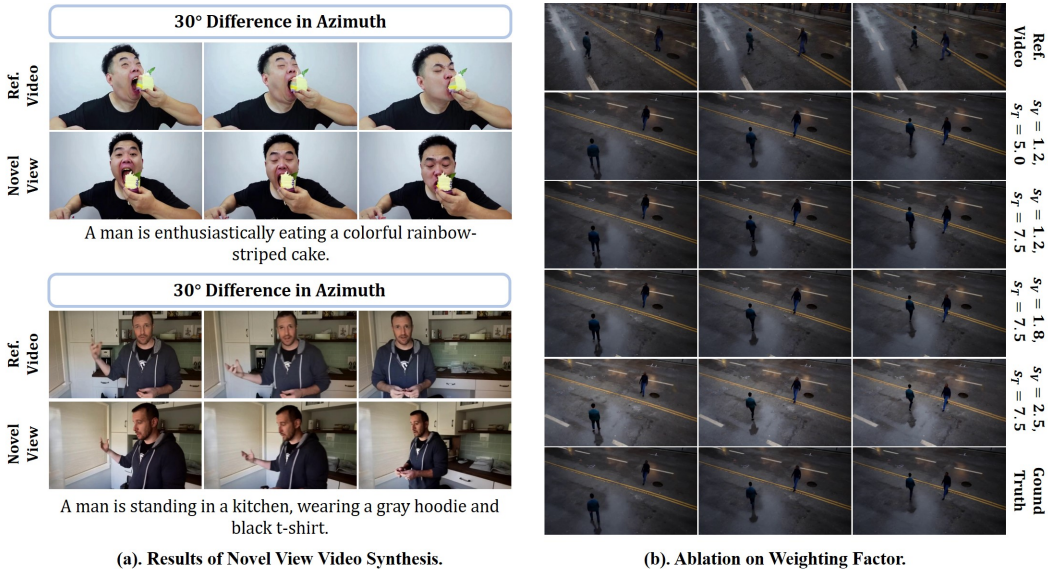 30° Difference in Azimuth
Ref.
Video
Novel
View
A man is enthusiastically eating a colorful rainbow-
striped cake.
30° Difference in Azimuth
Ref.
Video
Novel
View
A man is standing in a kitchen, wearing a gray hoodie and
black t-shirt.
(a). Results of Novel View Video Synthesis.
Ref.
Video
s_V = 1.2,
s_T = 5.0
s_V = 1.2,
s_T = 7.5
s_V = 1.8,
s_T = 7.5
s_V = 2.5,
s_T = 7.5
Gound
Truth
(b). Ablation on Weighting Factor.